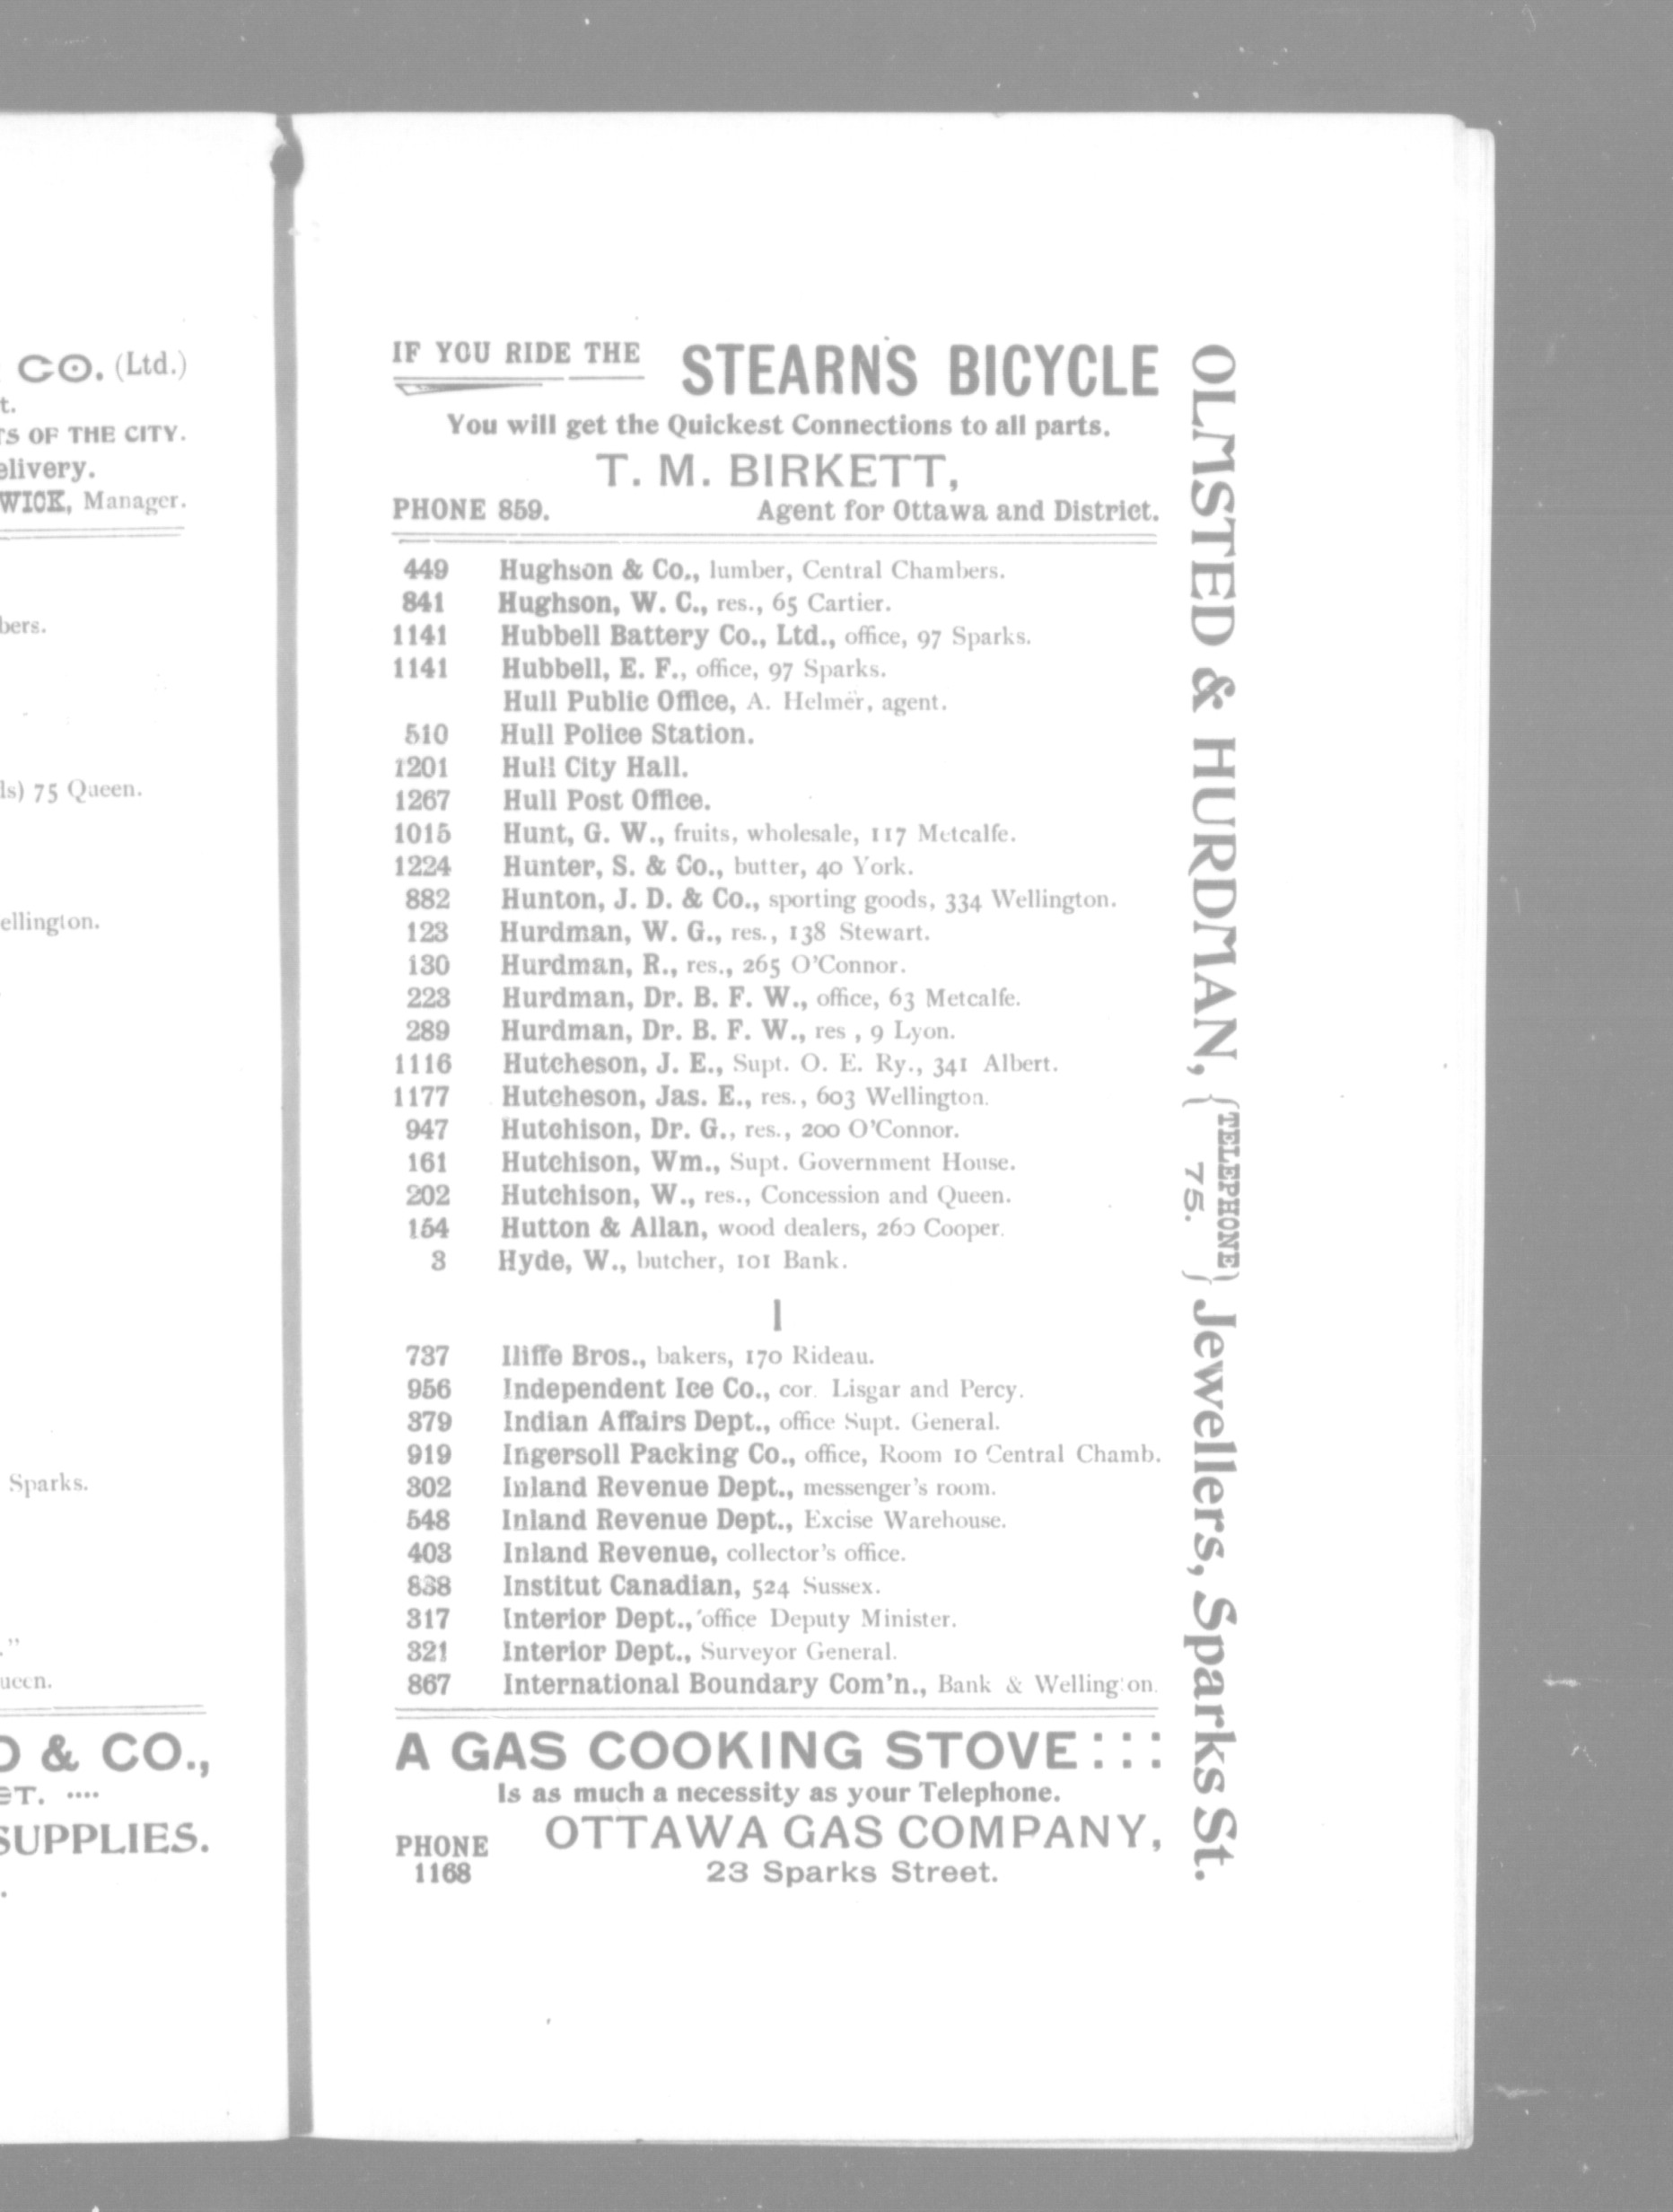 CO. (Ltd.)
t.
TS OF THE CITY.
elivery.
WICK, Manager.
bers.
ls) 75 Queen.
ellington.
Sparks.
."
ueen.
& CO.,
ET. ....
SUPPLIES.
IF YOU RIDE THE STEARNS BICYCLE
You will get the Quickest Connections to all parts.
T. M. BIRKETT,
PHONE 859. Agent for Ottawa and District.
449 Hughson & Co., lumber, Central Chambers.
841 Hughson, W. C., res., 65 Cartier.
1141 Hubbell Battery Co., Ltd., office, 97 Sparks.
1141 Hubbell, E. F., office, 97 Sparks.
Hull Public Office, A. Helmer, agent.
510 Hull Police Station.
1201 Hull City Hall.
1267 Hull Post Office.
1015 Hunt, G. W., fruits, wholesale, 117 Metcalfe.
1224 Hunter, S. & Co., butter, 40 York.
882 Hunton, J. D. & Co., sporting goods, 334 Wellington.
123 Hurdman, W. G., res., 138 Stewart.
130 Hurdman, R., res., 265 O'Connor.
223 Hurdman, Dr. B. F. W., office, 63 Metcalfe.
289 Hurdman, Dr. B. F. W., res , 9 Lyon.
1116 Hutcheson, J. E., Supt. O. E. Ry., 341 Albert.
1177 Hutcheson, Jas. E., res., 603 Wellington.
947 Hutchison, Dr. G., res., 200 O'Connor.
161 Hutchison, Wm., Supt. Government House.
202 Hutchison, W., res., Concession and Queen.
154 Hutton & Allan, wood dealers, 260 Cooper.
3 Hyde, W., butcher, 101 Bank.
I
737 Iliffe Bros., bakers, 170 Rideau.
956 Independent Ice Co., cor. Lisgar and Percy.
379 Indian Affairs Dept., office Supt. General.
919 Ingersoll Packing Co., office, Room 10 Central Chamb.
302 Inland Revenue Dept., messenger's room.
548 Inland Revenue Dept., Excise Warehouse.
403 Inland Revenue, collector's office.
838 Institut Canadian, 524 Sussex.
317 Interior Dept., office Deputy Minister.
321 Interior Dept., Surveyor General.
867 International Boundary Com'n., Bank & Wellington.
A GAS COOKING STOVE : : :
Is as much a necessity as your Telephone.
PHONE OTTAWA GAS COMPANY,
1168 23 Sparks Street.
OLMSTED & HURDMAN, {TELEPHONE 75.} Jewellers, Sparks St.